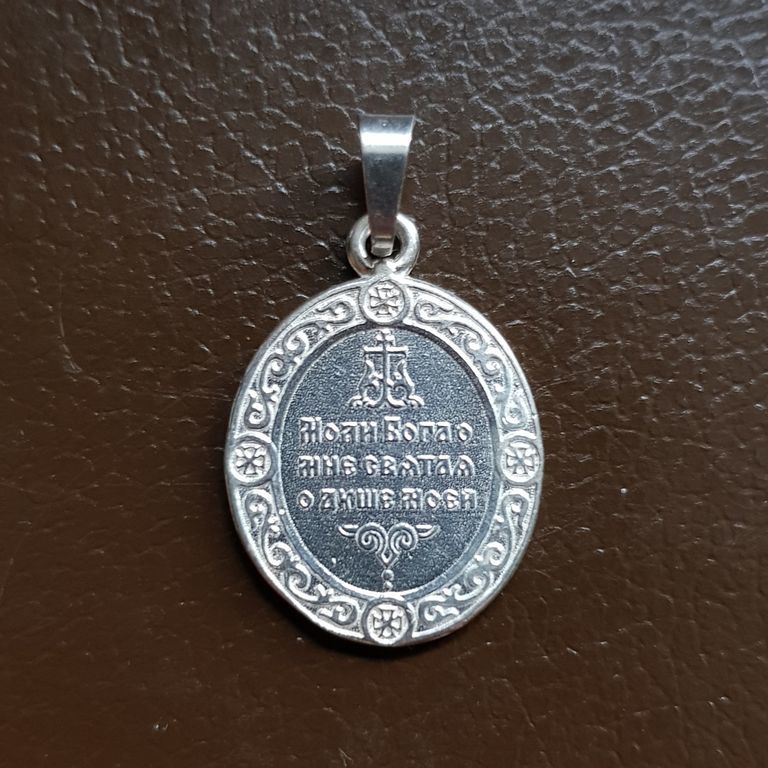 Моли Бога о
мне святая
о душе моей